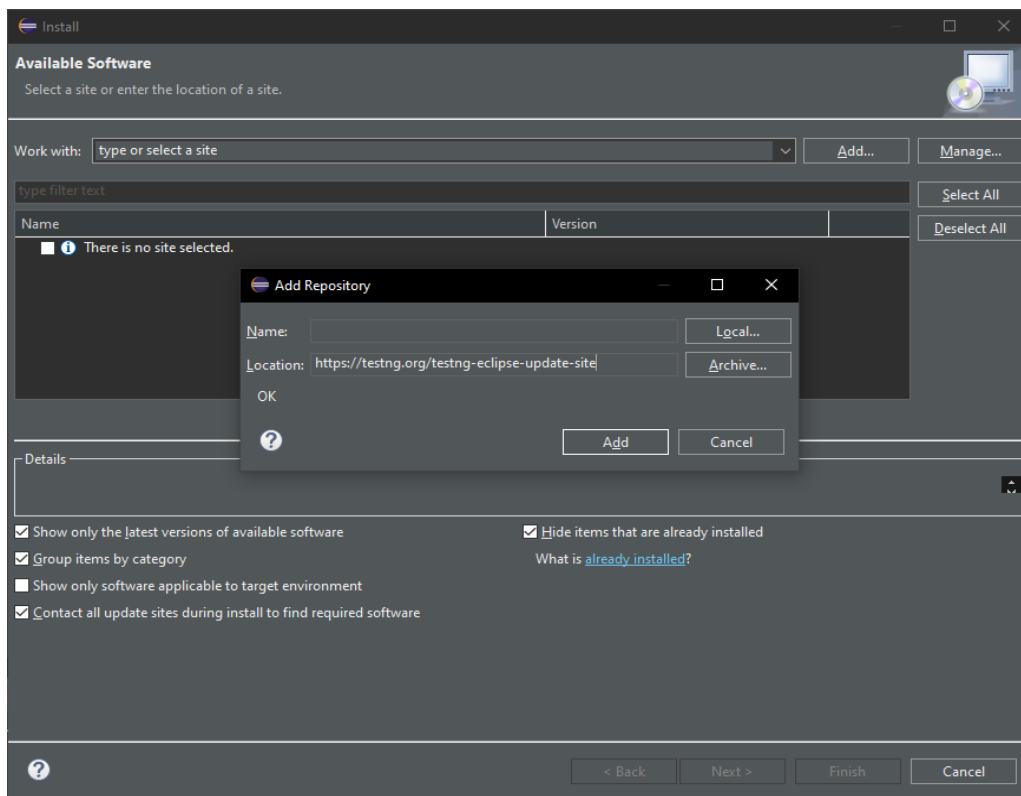 Install
Available Software
Select a site or enter the location of a site.
Work with: type or select a site Add... Manage...
type filter text Select All
Name Version Deselect All
There is no site selected.
Add Repository
Name: Local...
Location: https://testng.org/testng-eclipse-update-site Archive...
OK
Add Cancel
Details
Show only the latest versions of available software Hide items that are already installed
Group items by category What is already installed?
Show only software applicable to target environment
Contact all update sites during install to find required software
< Back Next > Finish Cancel